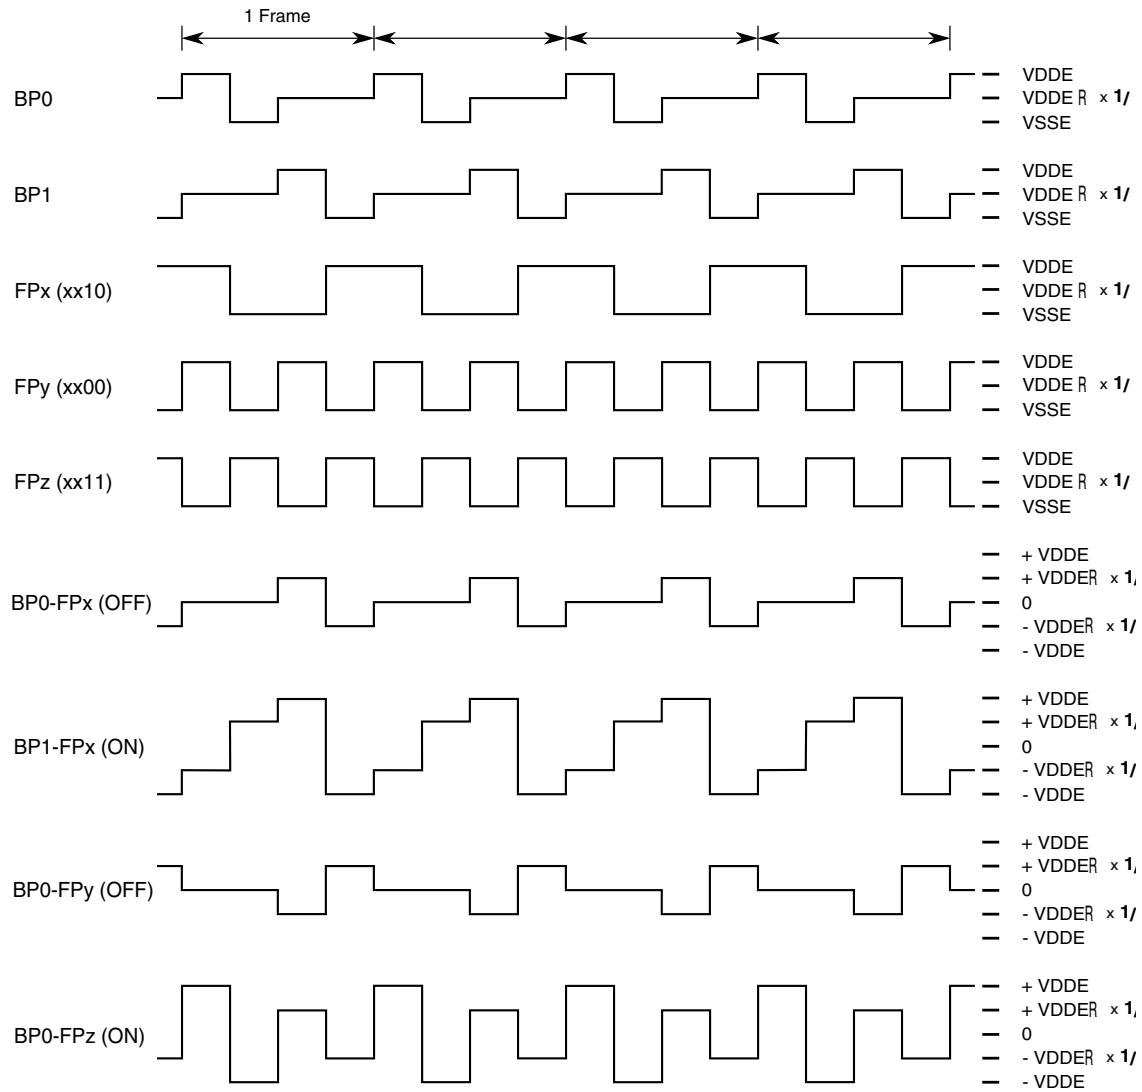 1 Frame
BP0
VDDE
VDDE R × 1/
VSSE
BP1
VDDE
VDDE R × 1/
VSSE
FPx (xx10)
VDDE
VDDE R × 1/
VSSE
FPy (xx00)
VDDE
VDDE R × 1/
VSSE
FPz (xx11)
VDDE
VDDE R × 1/
VSSE
BP0-FPx (OFF)
+ VDDE
+ VDDER × 1/
0
- VDDER × 1/
- VDDE
BP1-FPx (ON)
+ VDDE
+ VDDER × 1/
0
- VDDER × 1/
- VDDE
BP0-FPy (OFF)
+ VDDE
+ VDDER × 1/
0
- VDDER × 1/
- VDDE
BP0-FPz (ON)
+ VDDE
+ VDDER × 1/
0
- VDDER × 1/
- VDDE